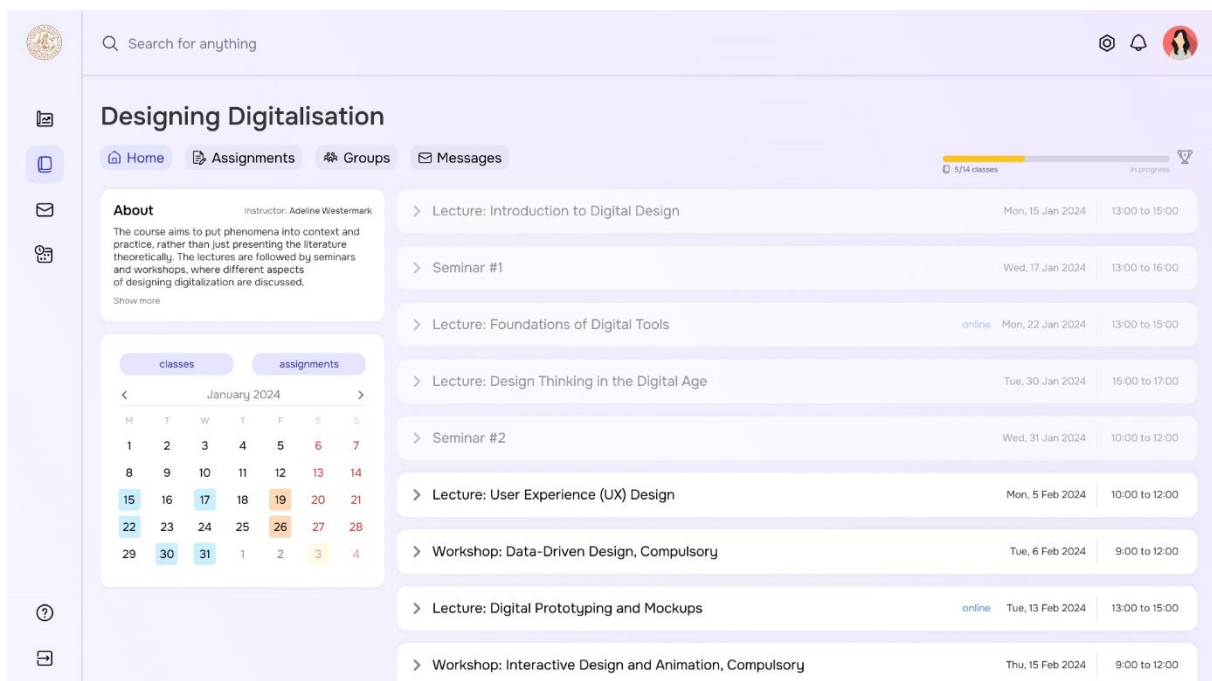 Search for anything
Designing Digitalisation
Home Assignments Groups Messages
5/14 classes in progress
About Instructor: Adeline Westermark
The course aims to put phenomena into context and
practice, rather than just presenting the literature
theoretically. The lectures are followed by seminars
and workshops, where different aspects
of designing digitalization are discussed.
Show more
classes assignments
January 2024
M T W T F S S
1 2 3 4 5 6 7
8 9 10 11 12 13 14
15 16 17 18 19 20 21
22 23 24 25 26 27 28
29 30 31 1 2 3 4
Lecture: Introduction to Digital Design Mon, 15 Jan 2024 13:00 to 15:00
Seminar #1 Wed, 17 Jan 2024 13:00 to 16:00
Lecture: Foundations of Digital Tools online Mon, 22 Jan 2024 13:00 to 15:00
Lecture: Design Thinking in the Digital Age Tue, 30 Jan 2024 15:00 to 17:00
Seminar #2 Wed, 31 Jan 2024 10:00 to 12:00
Lecture: User Experience (UX) Design Mon, 5 Feb 2024 10:00 to 12:00
Workshop: Data-Driven Design, Compulsory Tue, 6 Feb 2024 9:00 to 12:00
Lecture: Digital Prototyping and Mockups online Tue, 13 Feb 2024 13:00 to 15:00
Workshop: Interactive Design and Animation, Compulsory Thu, 15 Feb 2024 9:00 to 12:00